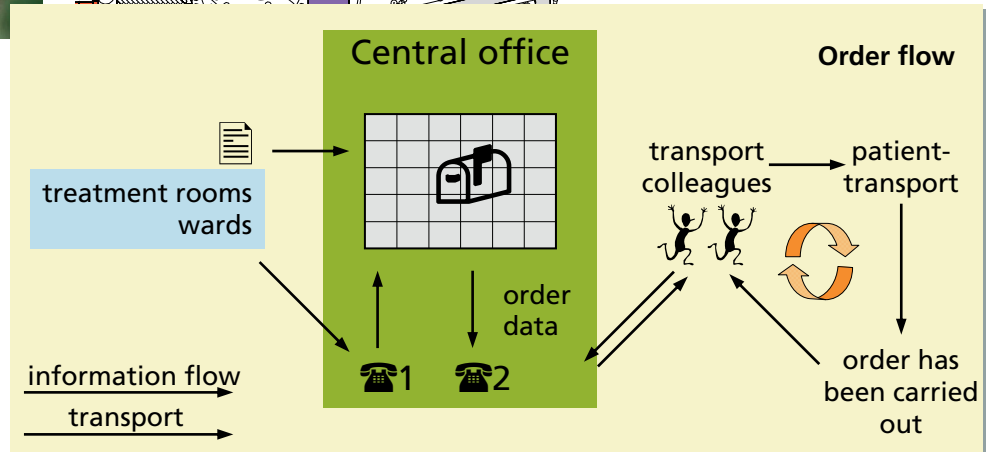 Central office
Order flow
treatment rooms
wards
transport
colleagues
patient-
transport
order
data
1
2
order has
been carried
out
information flow
transport